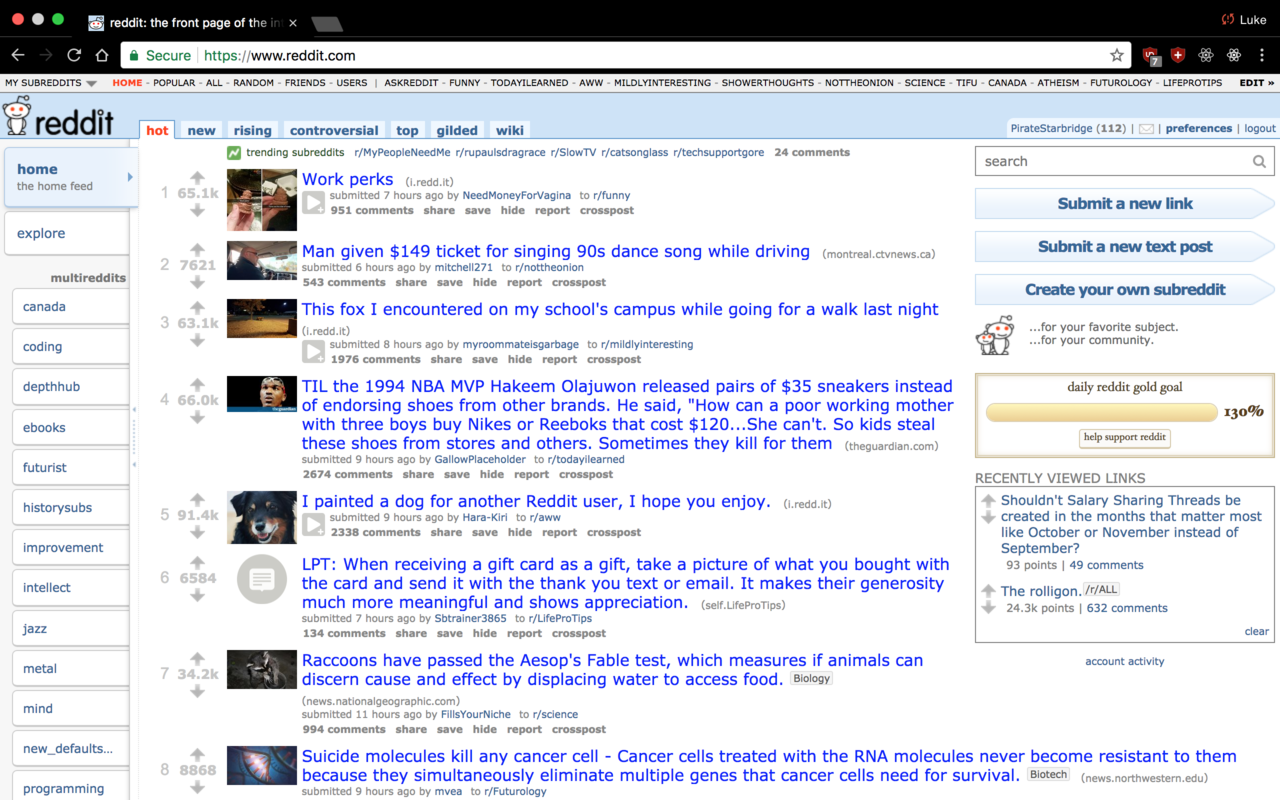 reddit: the front page of the in
Luke
Secure https://www.reddit.com
7
MY SUBREDDITS HOME - POPULAR - ALL - RANDOM - FRIENDS - USERS | ASKREDDIT - FUNNY - TODAYILEARNED - AWW - MILDLYINTERESTING - SHOWERTHOUGHTS - NOTTHEONION - SCIENCE - TIFU - CANADA - ATHEISM - FUTUROLOGY - LIFEPROTIPS EDIT »
reddit hot new rising controversial top gilded wiki
PirateStarbridge (112) | | preferences | logout
home
the home feed
explore
multireddits
canada
coding
depthhub
ebooks
futurist
historysubs
improvement
intellect
jazz
metal
mind
new_defaults...
programming
trending subreddits r/MyPeopleNeedMe r/rupaulsdragrace r/SlowTV r/catsonglass r/techsupportgore 24 comments
1 65.1k
Work perks (i.redd.it)
submitted 7 hours ago by NeedMoneyForVagina to r/funny
951 comments share save hide report crosspost
2 7621
Man given $149 ticket for singing 90s dance song while driving (montreal.ctvnews.ca)
submitted 6 hours ago by mitchell271 to r/nottheonion
543 comments share save hide report crosspost
3 63.1k
This fox I encountered on my school's campus while going for a walk last night
(i.redd.it)
submitted 8 hours ago by myroommateisgarbage to r/mildlyinteresting
1976 comments share save hide report crosspost
4 66.0k
TIL the 1994 NBA MVP Hakeem Olajuwon released pairs of $35 sneakers instead
of endorsing shoes from other brands. He said, "How can a poor working mother
with three boys buy Nikes or Reeboks that cost $120...She can't. So kids steal
these shoes from stores and others. Sometimes they kill for them (theguardian.com)
submitted 9 hours ago by GallowPlaceholder to r/todayilearned
2674 comments share save hide report crosspost
5 91.4k
I painted a dog for another Reddit user, I hope you enjoy. (i.redd.it)
submitted 9 hours ago by Hara-Kiri to r/aww
2338 comments share save hide report crosspost
6 6584
LPT: When receiving a gift card as a gift, take a picture of what you bought with
the card and send it with the thank you text or email. It makes their generosity
much more meaningful and shows appreciation. (self.LifeProTips)
submitted 7 hours ago by Sbtrainer3865 to r/LifeProTips
134 comments share save hide report crosspost
7 34.2k
Raccoons have passed the Aesop's Fable test, which measures if animals can
discern cause and effect by displacing water to access food. Biology
(news.nationalgeographic.com)
submitted 11 hours ago by FillsYourNiche to r/science
994 comments share save hide report crosspost
8 8868
Suicide molecules kill any cancer cell - Cancer cells treated with the RNA molecules never become resistant to them
because they simultaneously eliminate multiple genes that cancer cells need for survival. Biotech (news.northwestern.edu)
submitted 9 hours ago by mvea to r/Futurology
search
Submit a new link
Submit a new text post
Create your own subreddit
...for your favorite subject.
...for your community.
daily reddit gold goal
130%
help support reddit
RECENTLY VIEWED LINKS
Shouldn't Salary Sharing Threads be
created in the months that matter most
like October or November instead of
September?
93 points | 49 comments
The rolligon. /r/ALL
24.3k points | 632 comments
clear
account activity